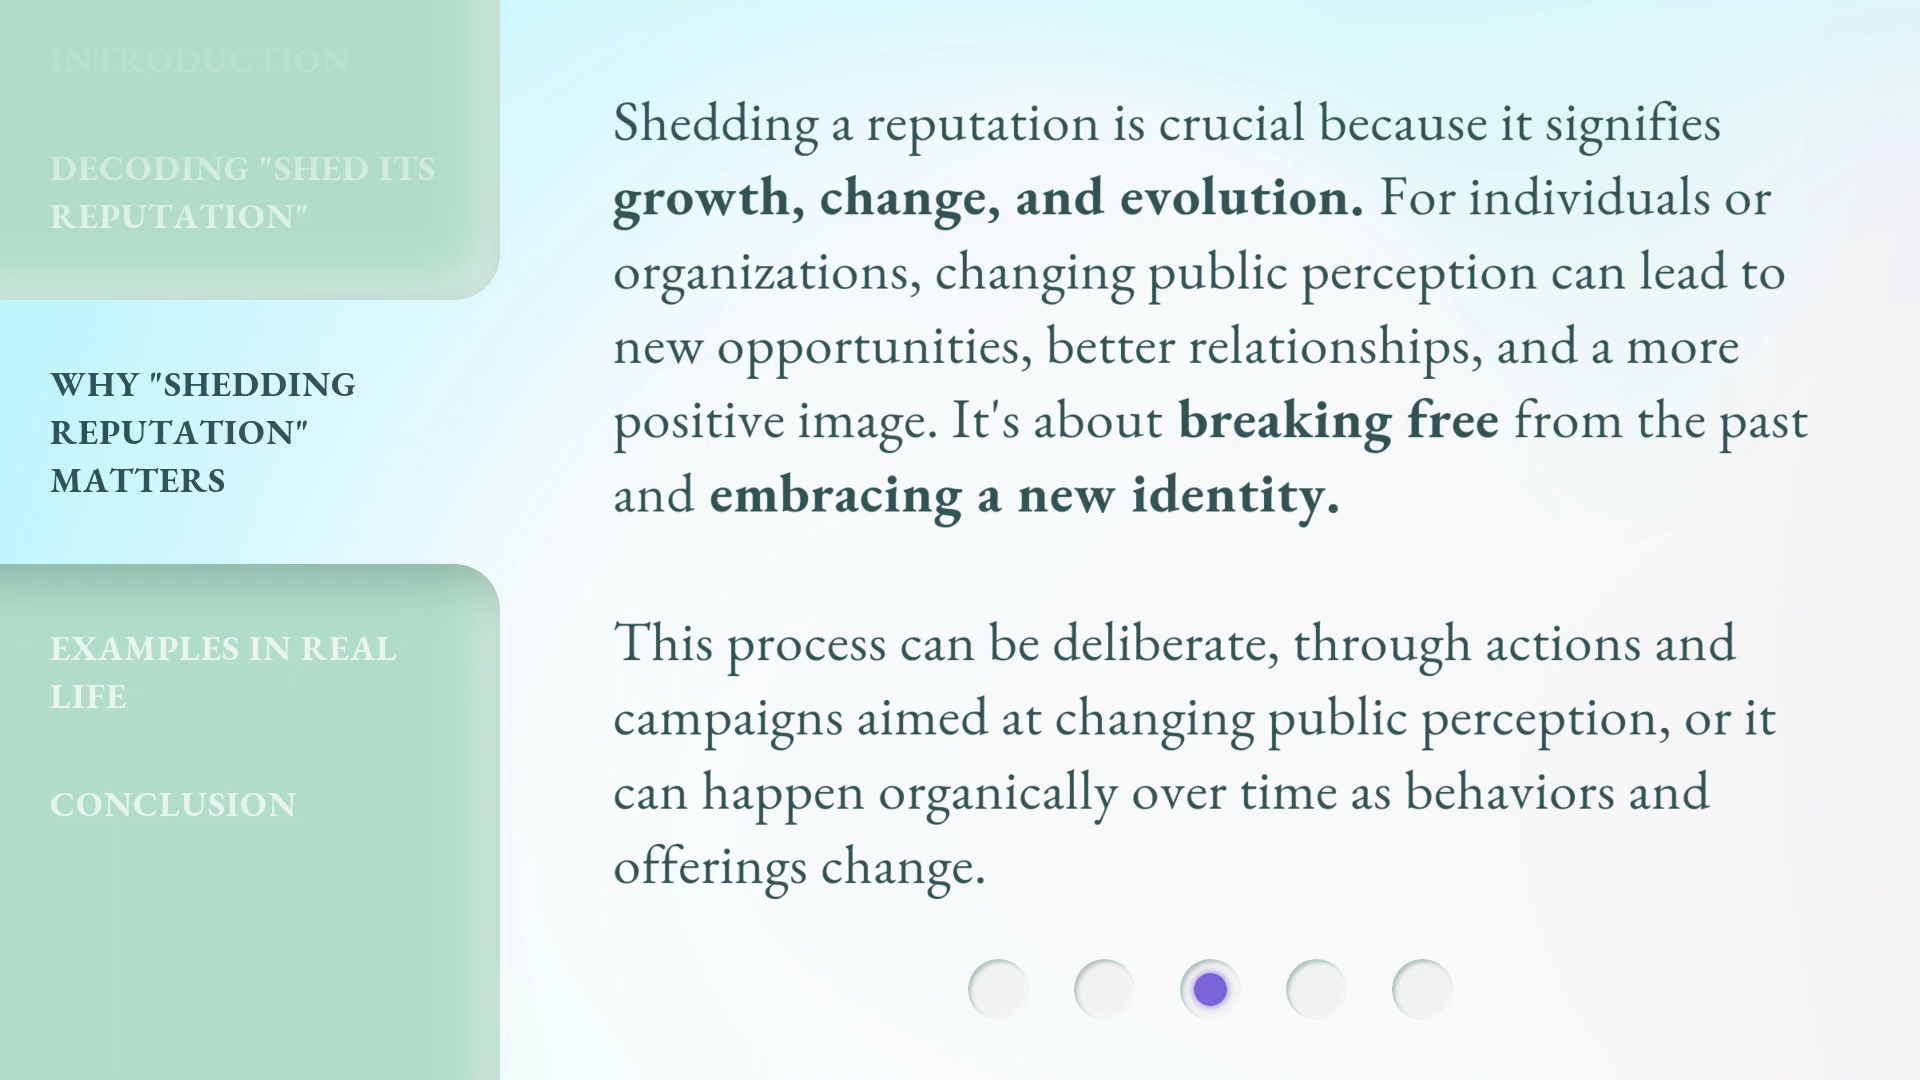 INTRODUCTION
DECODING "SHED ITS
REPUTATION"
WHY "SHEDDING
REPUTATION"
MATTERS
EXAMPLES IN REAL
LIFE
CONCLUSION
Shedding a reputation is crucial because it signifies
growth, change, and evolution. For individuals or
organizations, changing public perception can lead to
new opportunities, better relationships, and a more
positive image. It's about breaking free from the past
and embracing a new identity.
This process can be deliberate, through actions and
campaigns aimed at changing public perception, or it
can happen organically over time as behaviors and
offerings change.